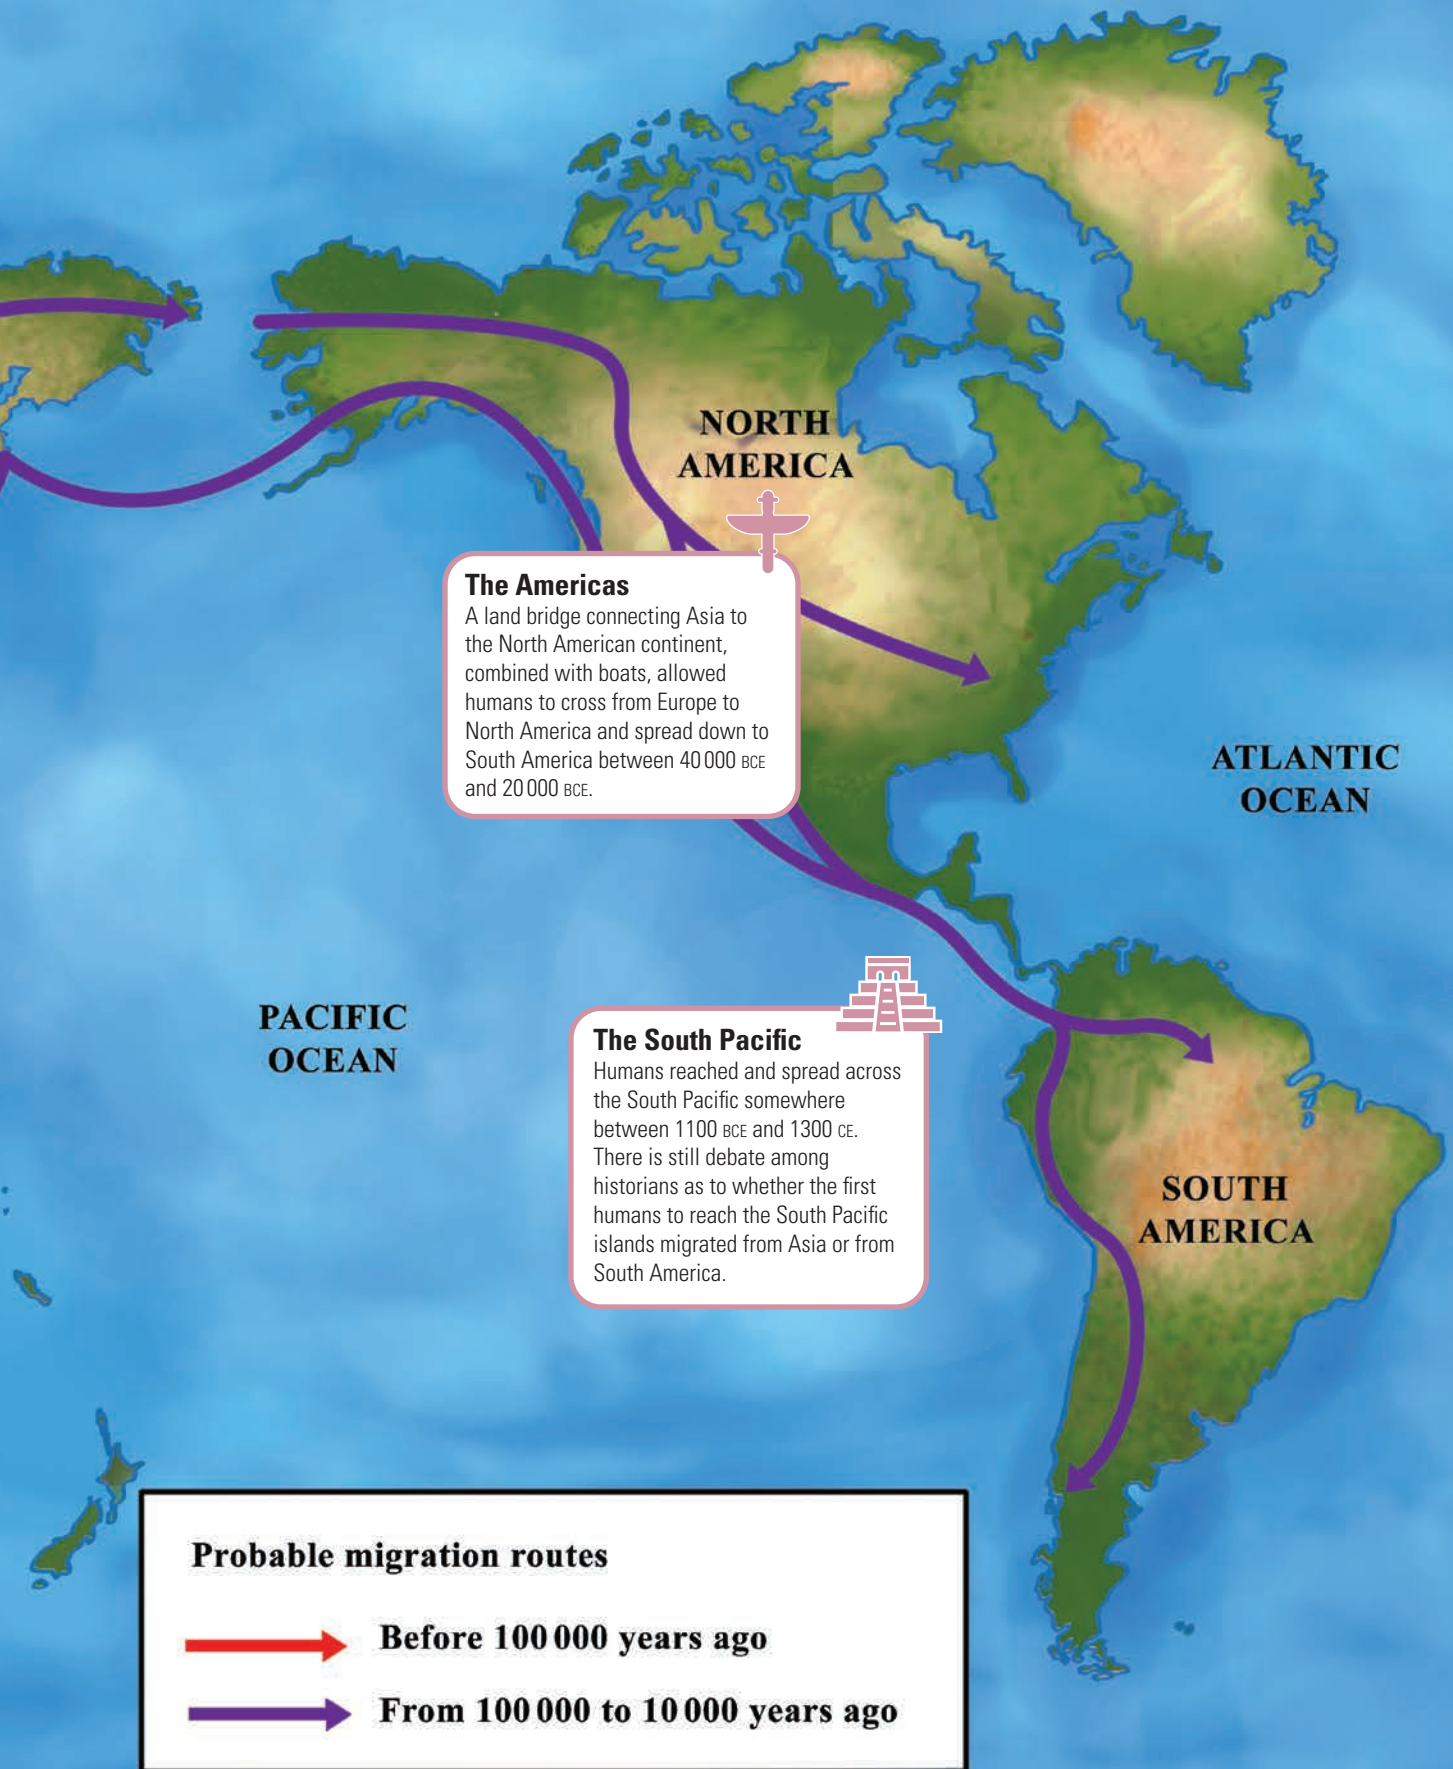 NORTH
AMERICA
The Americas
A land bridge connecting Asia to
the North American continent,
combined with boats, allowed
humans to cross from Europe to
North America and spread down to
South America between 40 000 BCE
and 20 000 BCE.
ATLANTIC
OCEAN
PACIFIC
OCEAN
The South Pacific
Humans reached and spread across
the South Pacific somewhere
between 1100 BCE and 1300 CE.
There is still debate among
historians as to whether the first
humans to reach the South Pacific
islands migrated from Asia or from
South America.
SOUTH
AMERICA
Probable migration routes
Before 100 000 years ago
From 100 000 to 10 000 years ago